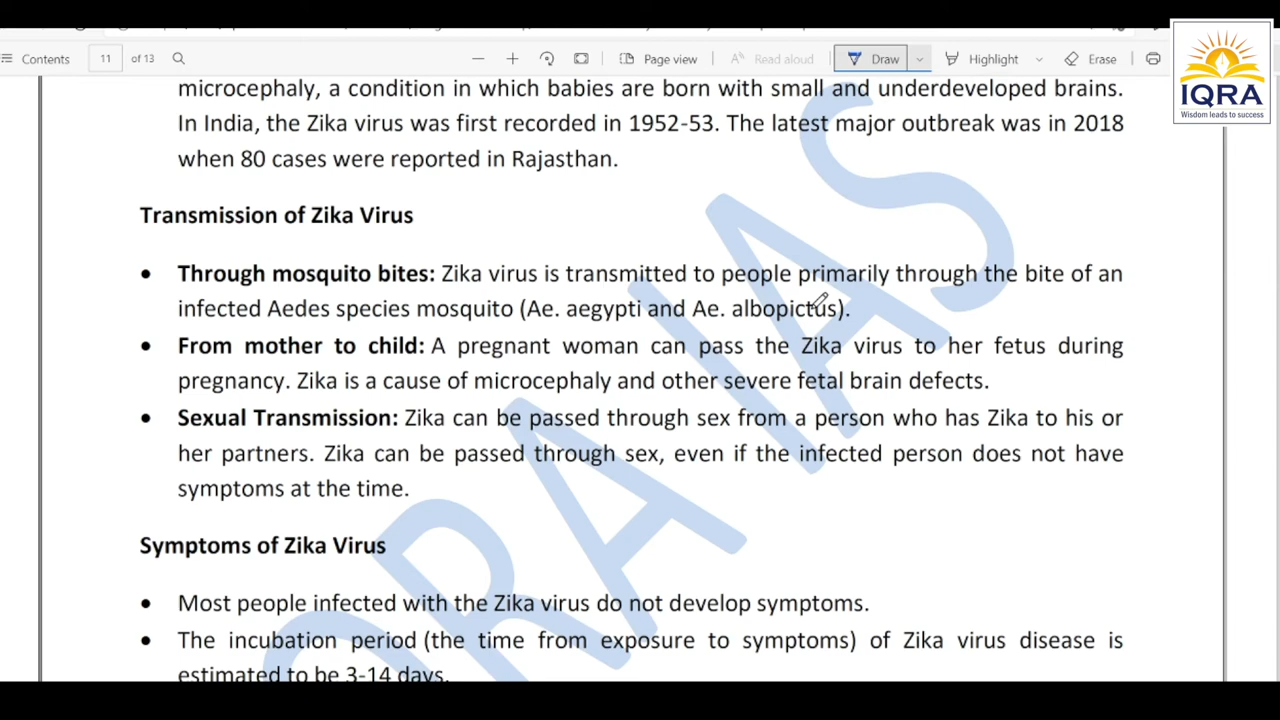 Contents 11 of 13 Page view Read aloud Draw Highlight Erase
IQRA
Wisdom leads to success
microcephaly, a condition in which babies are born with small and underdeveloped brains.
In India, the Zika virus was first recorded in 1952-53. The latest major outbreak was in 2018
when 80 cases were reported in Rajasthan.
Transmission of Zika Virus
• Through mosquito bites: Zika virus is transmitted to people primarily through the bite of an
infected Aedes species mosquito (Ae. aegypti and Ae. albopictus).
• From mother to child: A pregnant woman can pass the Zika virus to her fetus during
pregnancy. Zika is a cause of microcephaly and other severe fetal brain defects.
• Sexual Transmission: Zika can be passed through sex from a person who has Zika to his or
her partners. Zika can be passed through sex, even if the infected person does not have
symptoms at the time.
Symptoms of Zika Virus
• Most people infected with the Zika virus do not develop symptoms.
• The incubation period (the time from exposure to symptoms) of Zika virus disease is
estimated to be 3-14 days.
QRA IAS